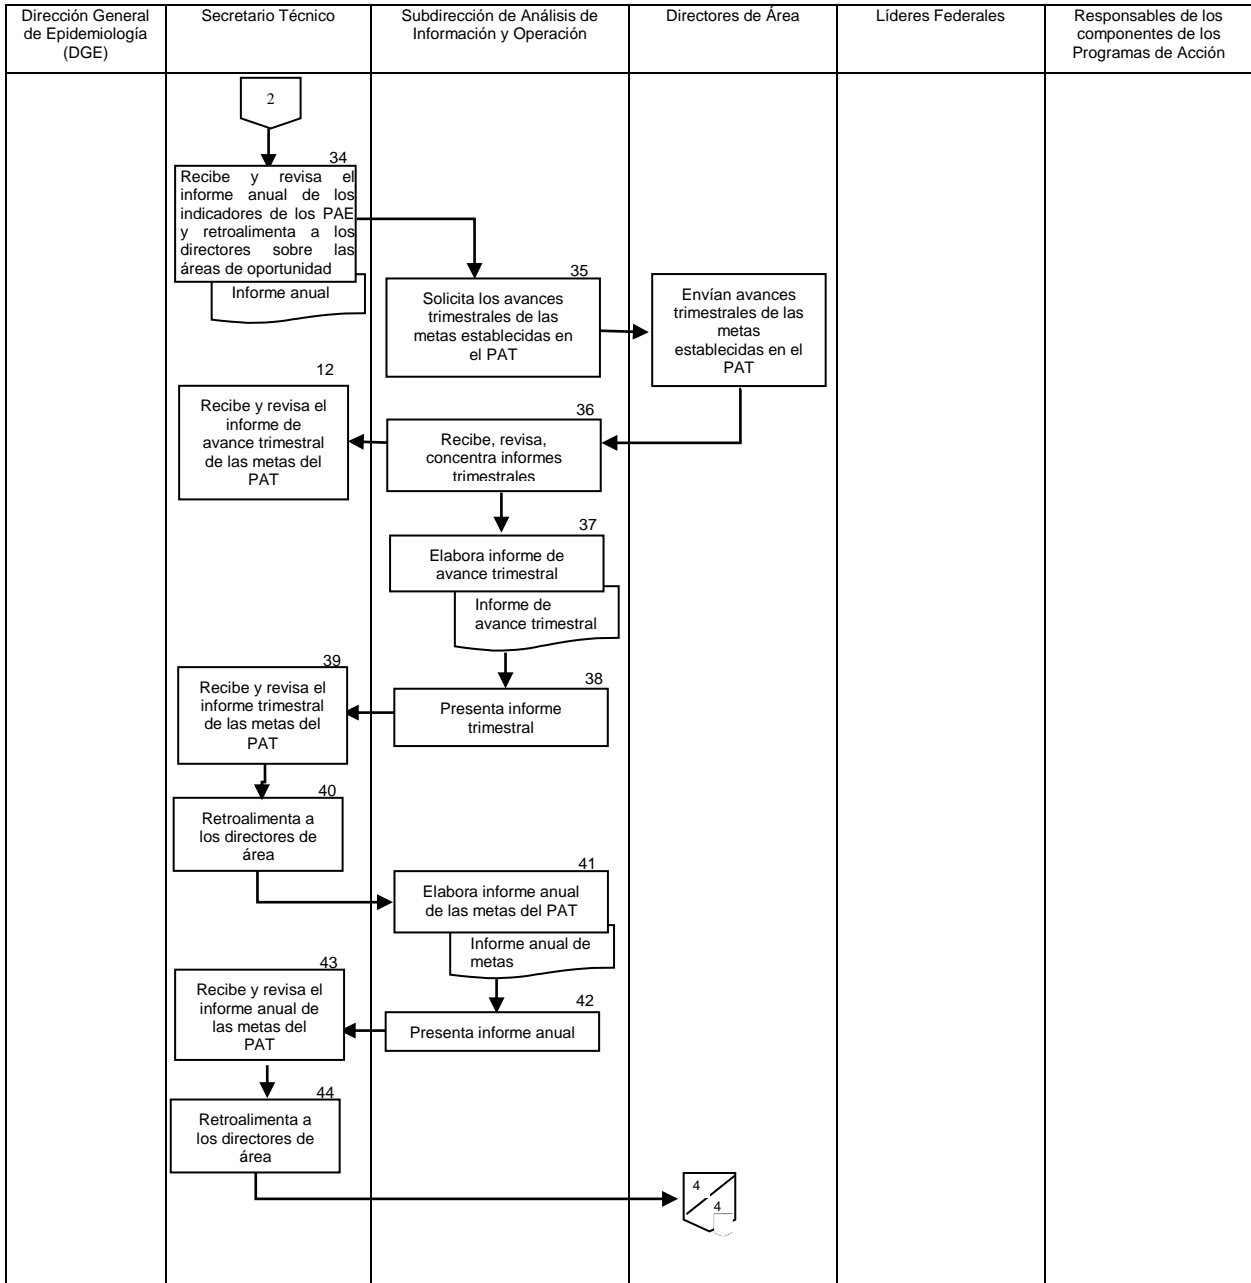 Dirección General
de Epidemiología
(DGE)
Secretario Técnico
Subdirección de Análisis de
Información y Operación
Directores de Área
Líderes Federales
Responsables de los
componentes de los
Programas de Acción
2
34
Recibe y revisa el
informe anual de los
indicadores de los PAE
y retroalimenta a los
directores sobre las
áreas de oportunidad
Informe anual
35
Solicita los avances
trimestrales de las
metas establecidas en
el PAT
Envían avances
trimestrales de las
metas
establecidas en el
PAT
12
Recibe y revisa el
informe de
avance trimestral
de las metas del
PAT
36
Recibe, revisa,
concentra informes
trimestrales
37
Elabora informe de
avance trimestral
Informe de
avance trimestral
39
Recibe y revisa el
informe trimestral
de las metas del
PAT
38
Presenta informe
trimestral
40
Retroalimenta a
los directores de
área
41
Elabora informe anual
de las metas del PAT
Informe anual de
metas
43
Recibe y revisa el
informe anual de
las metas del
PAT
42
Presenta informe anual
44
Retroalimenta a
los directores de
área
4
4